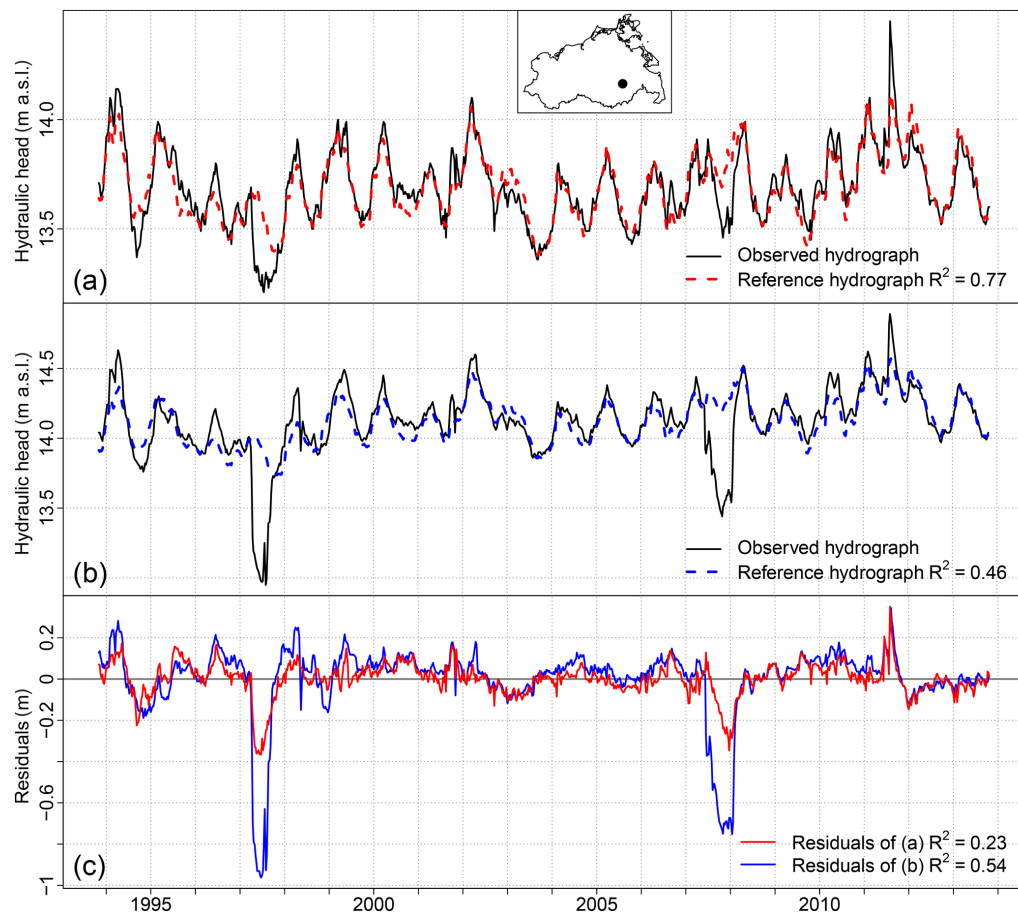 Hydraulic head (m a.s.l.)
14.0
13.5
Observed hydrograph
Reference hydrograph R² = 0.77
(a)
Hydraulic head (m a.s.l.)
14.5
14.0
13.5
Observed hydrograph
Reference hydrograph R² = 0.46
(b)
Residuals (m)
0.2
0
−0.2
−0.6
−1
Residuals of (a) R² = 0.23
Residuals of (b) R² = 0.54
(c)
1995 2000 2005 2010